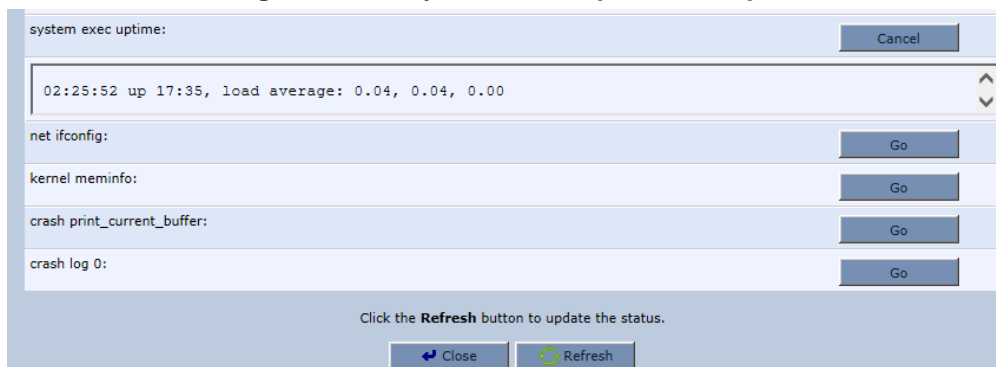 system exec uptime:
Cancel
02:25:52 up 17:35, load average: 0.04, 0.04, 0.00
net ifconfig:
Go
kernel meminfo:
Go
crash print_current_buffer:
Go
crash log 0:
Go
Click the Refresh button to update the status.
Close
Refresh